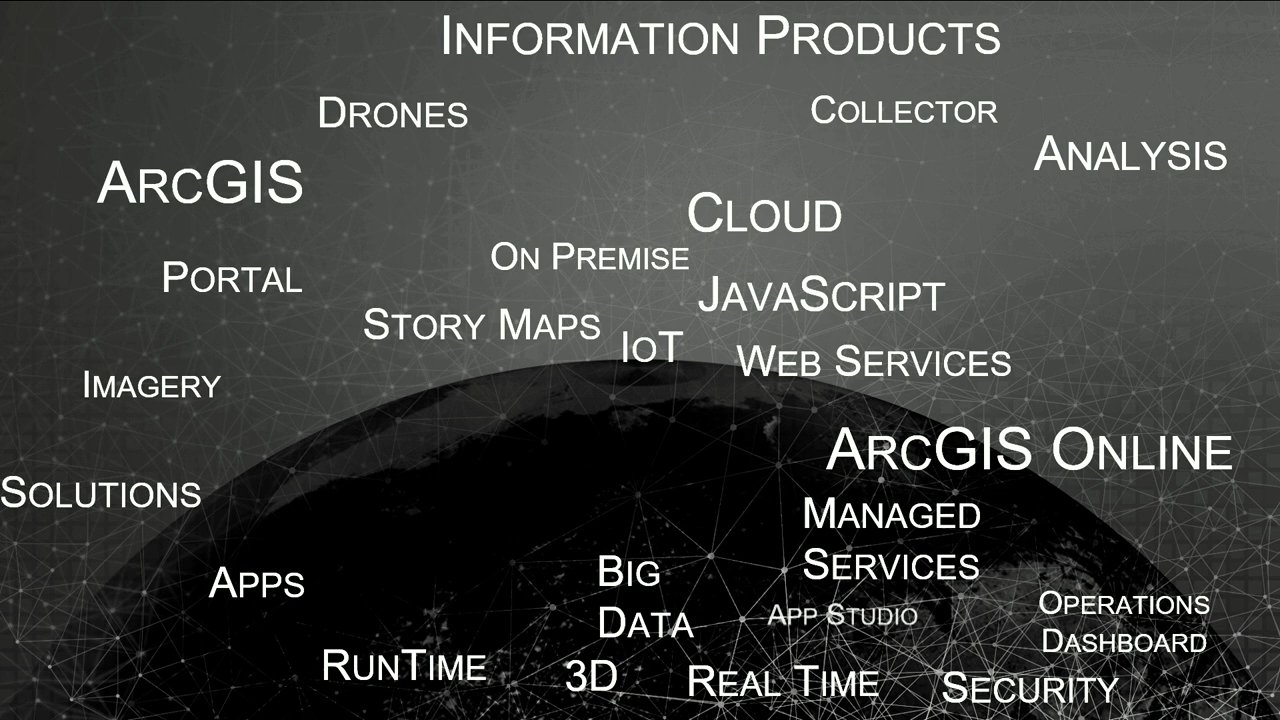 Information Products
Drones
Collector
Analysis
ArcGIS
Cloud
On Premise
Portal
JavaScript
Story Maps
IoT
Web Services
Imagery
ArcGIS Online
Solutions
Managed
Services
Apps
Big
Data
App Studio
Operations
Dashboard
RunTime
3D
Real Time
Security